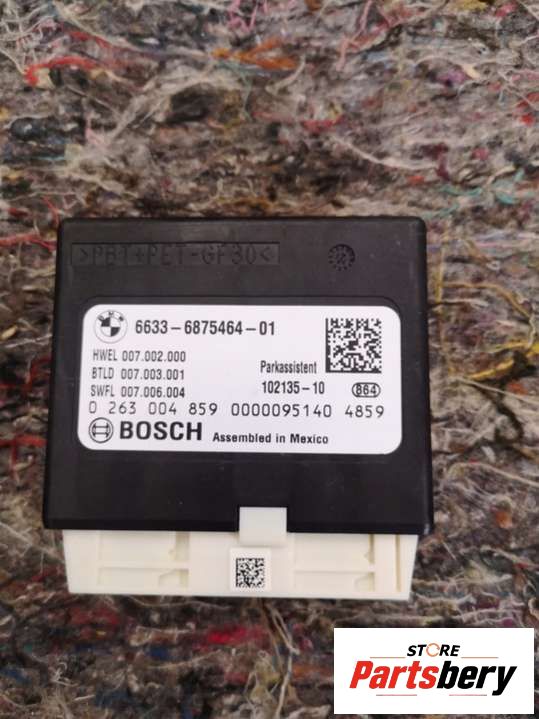 >PBT+PET-GF30<
BMW
6633-6875464-01
HWEL 007.002.000
BTLD 007.003.001
Parkassistent
SWFL 007.006.004
102135-10
B64
0 263 004 859 0000095140 4859
BOSCH Assembled in Mexico
STORE
Partsbery